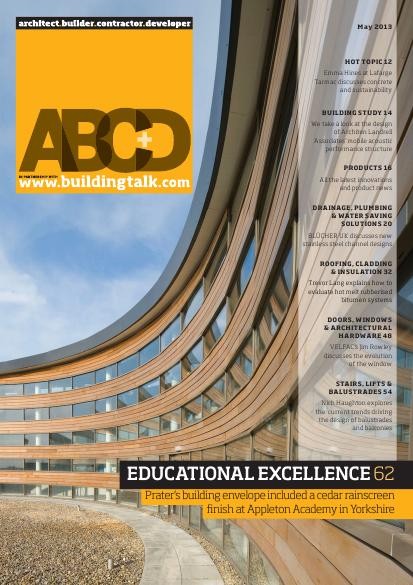 architect.builder.contractor.developer
ABC+D
IN PARTNERSHIP WITH
www.buildingtalk.com
May 2013
HOT TOPIC 12
Emma Hines at Lafarge
Tarmac discusses concrete
and sustainability
BUILDING STUDY 14
We take a look at the design
of Architen Landrell
Associates' mobile acoustic
performance structure
PRODUCTS 16
All the latest innovations
and product news
DRAINAGE, PLUMBING
& WATER SAVING
SOLUTIONS 20
BLÜCHER UK discusses new
stainless steel channel designs
ROOFING, CLADDING
& INSULATION 32
Trevor Lang explains how to
evaluate hot melt rubberised
bitumen systems
DOORS, WINDOWS
& ARCHITECTURAL
HARDWARE 48
VELFAC's Jim Rowley
discusses the evolution
of the window
STAIRS, LIFTS &
BALUSTRADES 54
Nick Haughton explores
the current trends driving
the design of balustrades
and balconies
EDUCATIONAL EXCELLENCE 62
Prater's building envelope included a cedar rainscreen
finish at Appleton Academy in Yorkshire